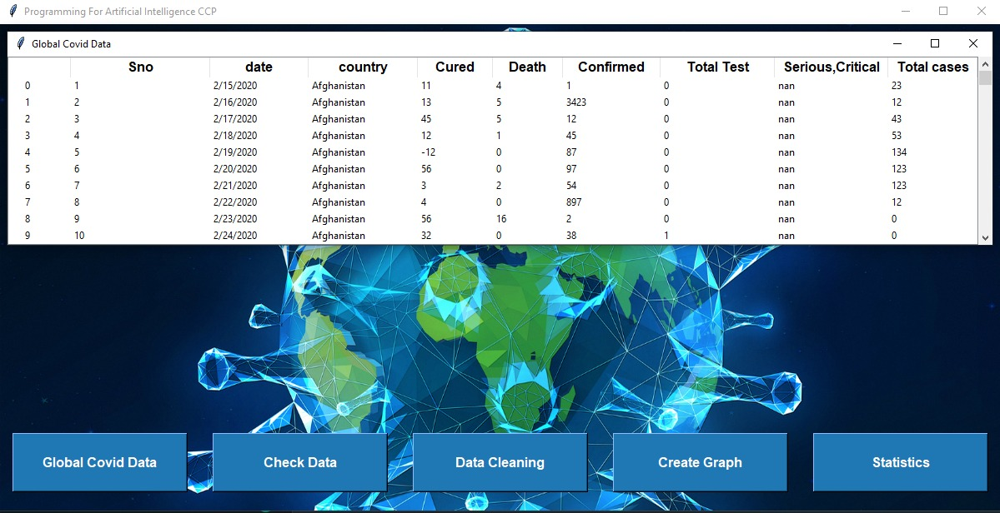 Programming For Artificial Intelligence CCP
Global Covid Data
Sno date country Cured Death Confirmed Total Test Serious,Critical Total cases
0 1 2/15/2020 Afghanistan 11 4 1 0 nan 23
1 2 2/16/2020 Afghanistan 13 5 3423 0 nan 12
2 3 2/17/2020 Afghanistan 45 5 12 0 nan 43
3 4 2/18/2020 Afghanistan 12 1 45 0 nan 53
4 5 2/19/2020 Afghanistan -12 0 87 0 nan 134
5 6 2/20/2020 Afghanistan 56 0 97 0 nan 123
6 7 2/21/2020 Afghanistan 3 2 54 0 nan 123
7 8 2/22/2020 Afghanistan 4 0 897 0 nan 12
8 9 2/23/2020 Afghanistan 56 16 2 0 nan 0
9 10 2/24/2020 Afghanistan 32 0 38 1 nan 0
Global Covid Data Check Data Data Cleaning Create Graph Statistics